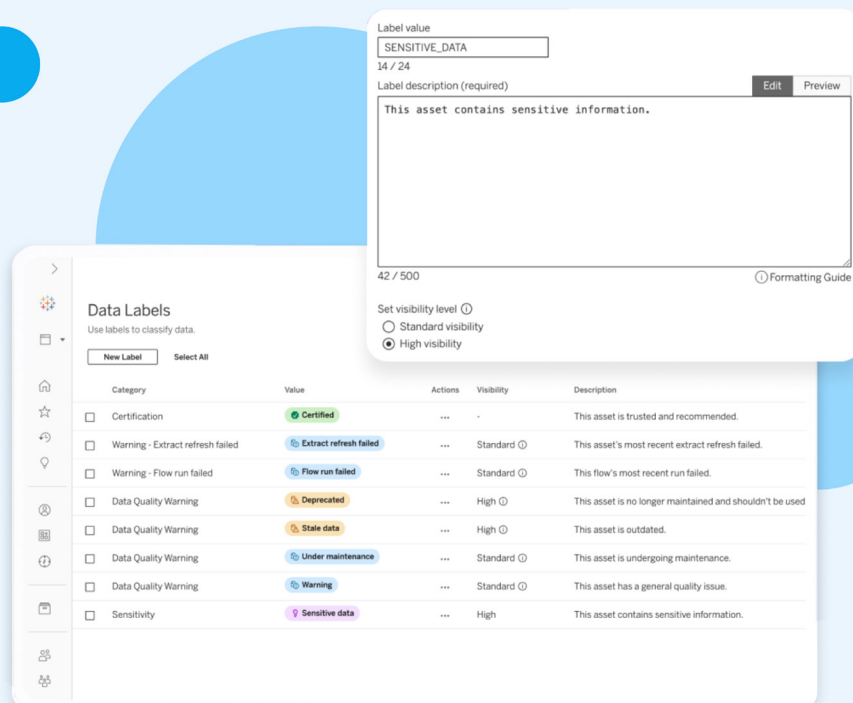 Label value
SENSITIVE_DATA
14 / 24
Label description (required)
Edit Preview
This asset contains sensitive information.
42 / 500
Formatting Guide
Set visibility level
Standard visibility
High visibility
Data Labels
Use labels to classify data.
New Label Select All
Category Value Actions Visibility Description
Certification Certified ... - This asset is trusted and recommended.
Warning - Extract refresh failed Extract refresh failed ... Standard This asset's most recent extract refresh failed.
Warning - Flow run failed Flow run failed ... Standard This flow's most recent run failed.
Data Quality Warning Deprecated ... High This asset is no longer maintained and shouldn't be used
Data Quality Warning Stale data ... High This asset is outdated.
Data Quality Warning Under maintenance ... Standard This asset is undergoing maintenance.
Data Quality Warning Warning ... Standard This asset has a general quality issue.
Sensitivity Sensitive data ... High This asset contains sensitive information.